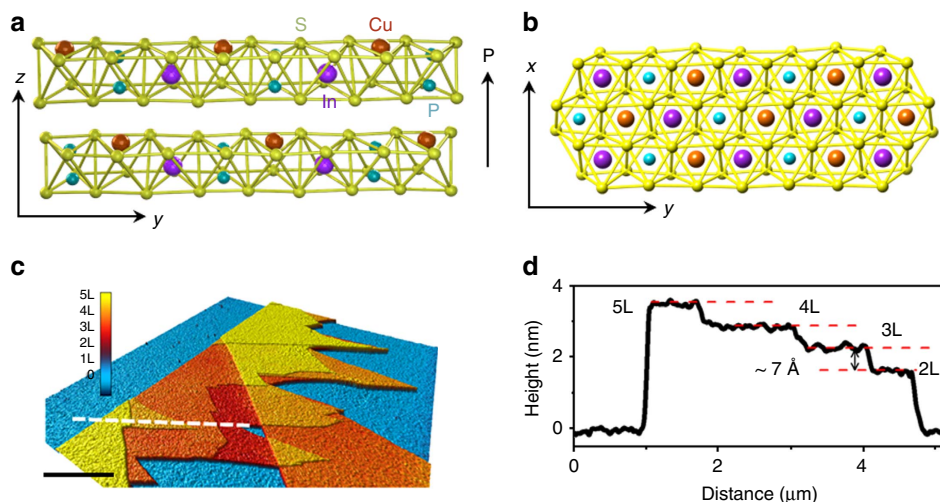 a
S
Cu
z
P
In
P
y
b
x
y
c
5L
4L
3L
2L
1L
0
d
4
5L
4L
3L
2
~ 7 Å
2L
0
Height (nm)
0
2
4
Distance (μm)